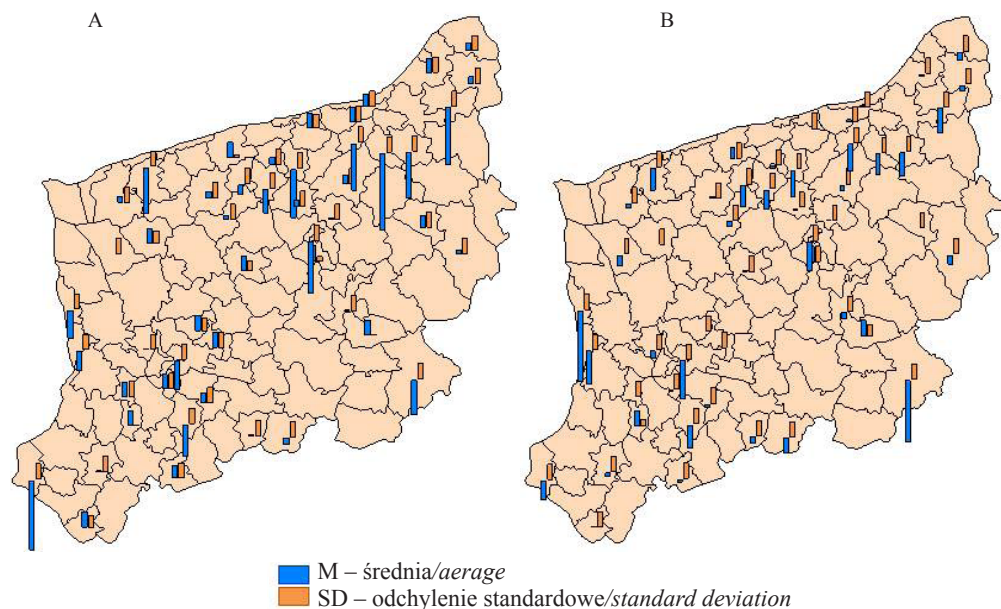 A
B
M – średnia/aerage
SD – odchylenie standardowe/standard deviation